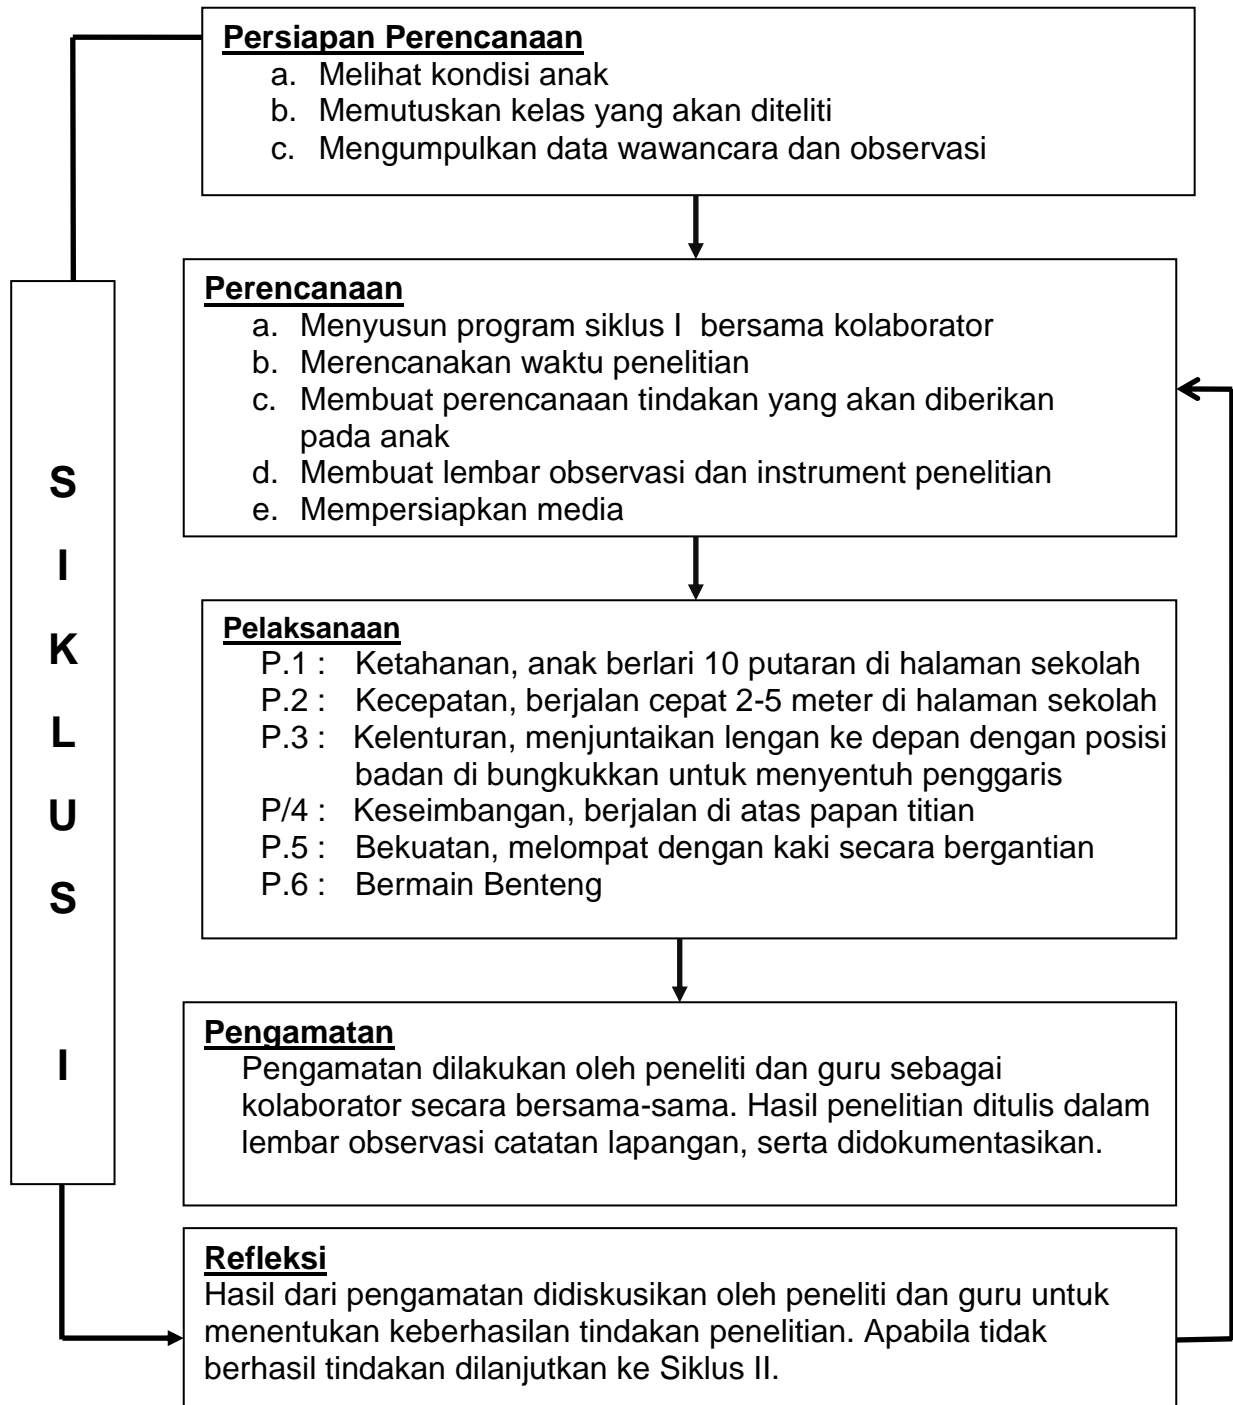 Persiapan Perencanaan
a. Melihat kondisi anak
b. Memutuskan kelas yang akan diteliti
c. Mengumpulkan data wawancara dan observasi
Perencanaan
a. Menyusun program siklus I bersama kolaborator
b. Merencanakan waktu penelitian
c. Membuat perencanaan tindakan yang akan diberikan
pada anak
d. Membuat lembar observasi dan instrument penelitian
e. Mempersiapkan media
S
I
K
L
U
S
I
Pelaksanaan
P.1 : Ketahanan, anak berlari 10 putaran di halaman sekolah
P.2 : Kecepatan, berjalan cepat 2-5 meter di halaman sekolah
P.3 : Kelenturan, menjuntaikan lengan ke depan dengan posisi
badan di bungkukkan untuk menyentuh penggaris
P/4 : Keseimbangan, berjalan di atas papan titian
P.5 : Bekuatan, melompat dengan kaki secara bergantian
P.6 : Bermain Benteng
Pengamatan
Pengamatan dilakukan oleh peneliti dan guru sebagai
kolaborator secara bersama-sama. Hasil penelitian ditulis dalam
lembar observasi catatan lapangan, serta didokumentasikan.
Refleksi
Hasil dari pengamatan didiskusikan oleh peneliti dan guru untuk
menentukan keberhasilan tindakan penelitian. Apabila tidak
berhasil tindakan dilanjutkan ke Siklus II.